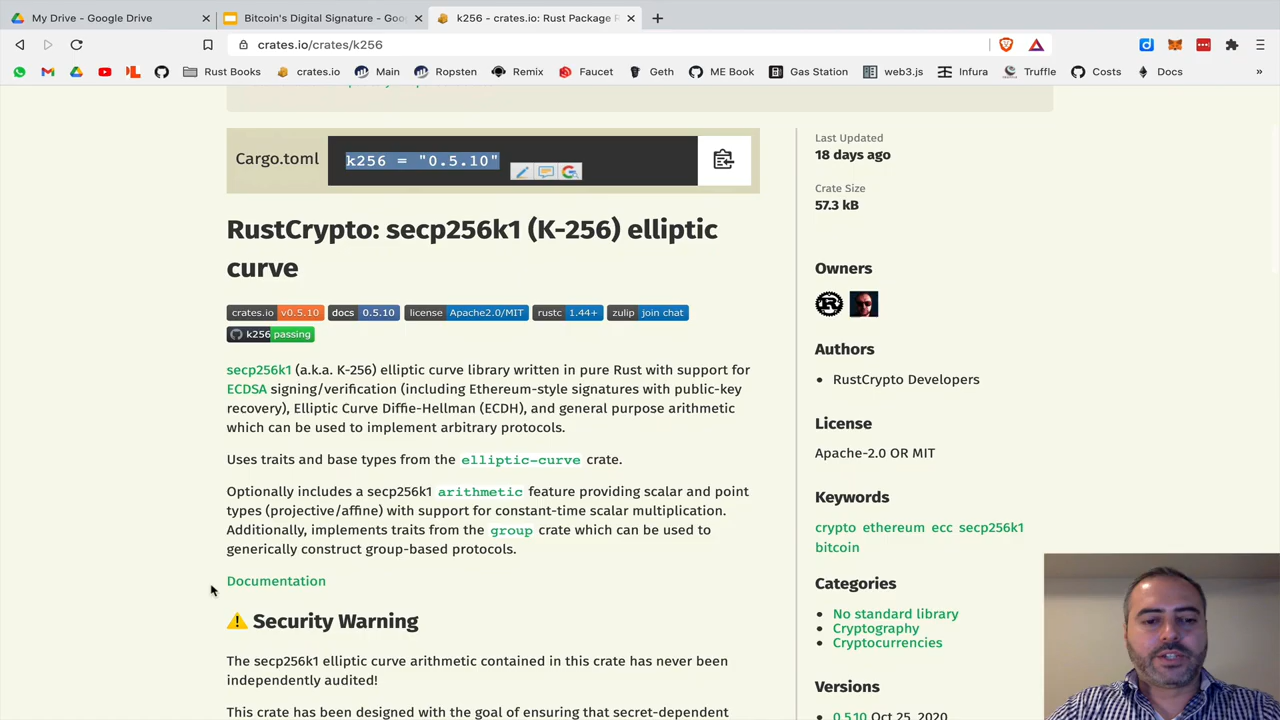 My Drive - Google Drive
Bitcoin's Digital Signature - Goo
k256 - crates.io: Rust Package R
crates.io/crates/k256
Rust Books
crates.io
Main
Ropsten
Remix
Faucet
Geth
ME Book
Gas Station
web3.js
Infura
Truffle
Costs
Docs
»
Cargo.toml
k256 = "0.5.10"
RustCrypto: secp256k1 (K-256) elliptic
curve
crates.io v0.5.10 docs 0.5.10 license Apache2.0/MIT rustc 1.44+ zulip join chat
k256 passing
secp256k1 (a.k.a. K-256) elliptic curve library written in pure Rust with support for
ECDSA signing/verification (including Ethereum-style signatures with public-key
recovery), Elliptic Curve Diffie-Hellman (ECDH), and general purpose arithmetic
which can be used to implement arbitrary protocols.
Uses traits and base types from the elliptic-curve crate.
Optionally includes a secp256k1 arithmetic feature providing scalar and point
types (projective/affine) with support for constant-time scalar multiplication.
Additionally, implements traits from the group crate which can be used to
generically construct group-based protocols.
Documentation
Security Warning
The secp256k1 elliptic curve arithmetic contained in this crate has never been
independently audited!
This crate has been designed with the goal of ensuring that secret-dependent
Last Updated
18 days ago
Crate Size
57.3 kB
Owners
Authors
RustCrypto Developers
License
Apache-2.0 OR MIT
Keywords
crypto ethereum ecc secp256k1
bitcoin
Categories
No standard library
Cryptography
Cryptocurrencies
Versions
0.5.10 Oct 25, 2020